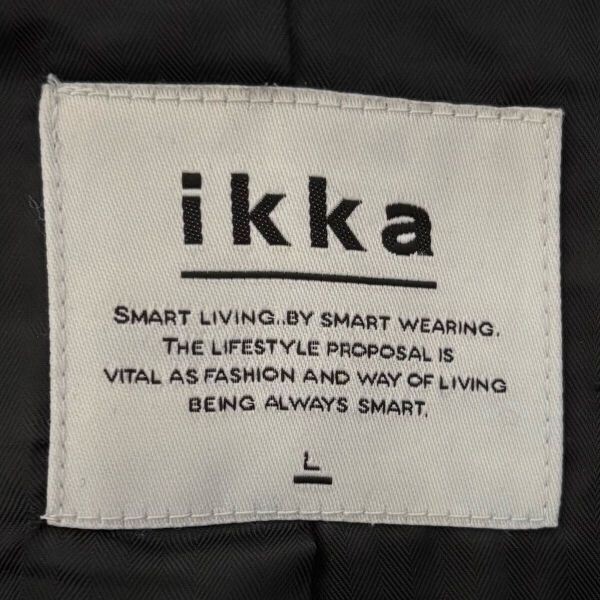 ikka
SMART LIVING..BY SMART WEARING.
THE LIFESTYLE PROPOSAL IS
VITAL AS FASHION AND WAY OF LIVING
BEING ALWAYS SMART.
L